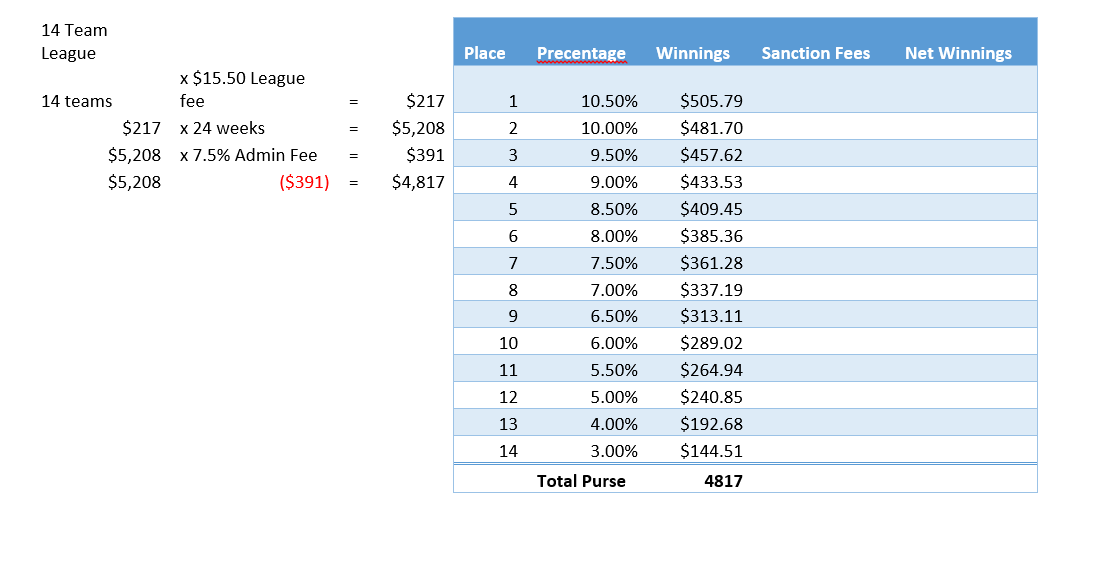 14 Team
League
x $15.50 League
14 teams fee = $217
$217 x 24 weeks = $5,208
$5,208 x 7.5% Admin Fee = $391
$5,208 ($391) = $4,817
Place Precentage Winnings Sanction Fees Net Winnings
1 10.50% $505.79
2 10.00% $481.70
3 9.50% $457.62
4 9.00% $433.53
5 8.50% $409.45
6 8.00% $385.36
7 7.50% $361.28
8 7.00% $337.19
9 6.50% $313.11
10 6.00% $289.02
11 5.50% $264.94
12 5.00% $240.85
13 4.00% $192.68
14 3.00% $144.51
Total Purse 4817